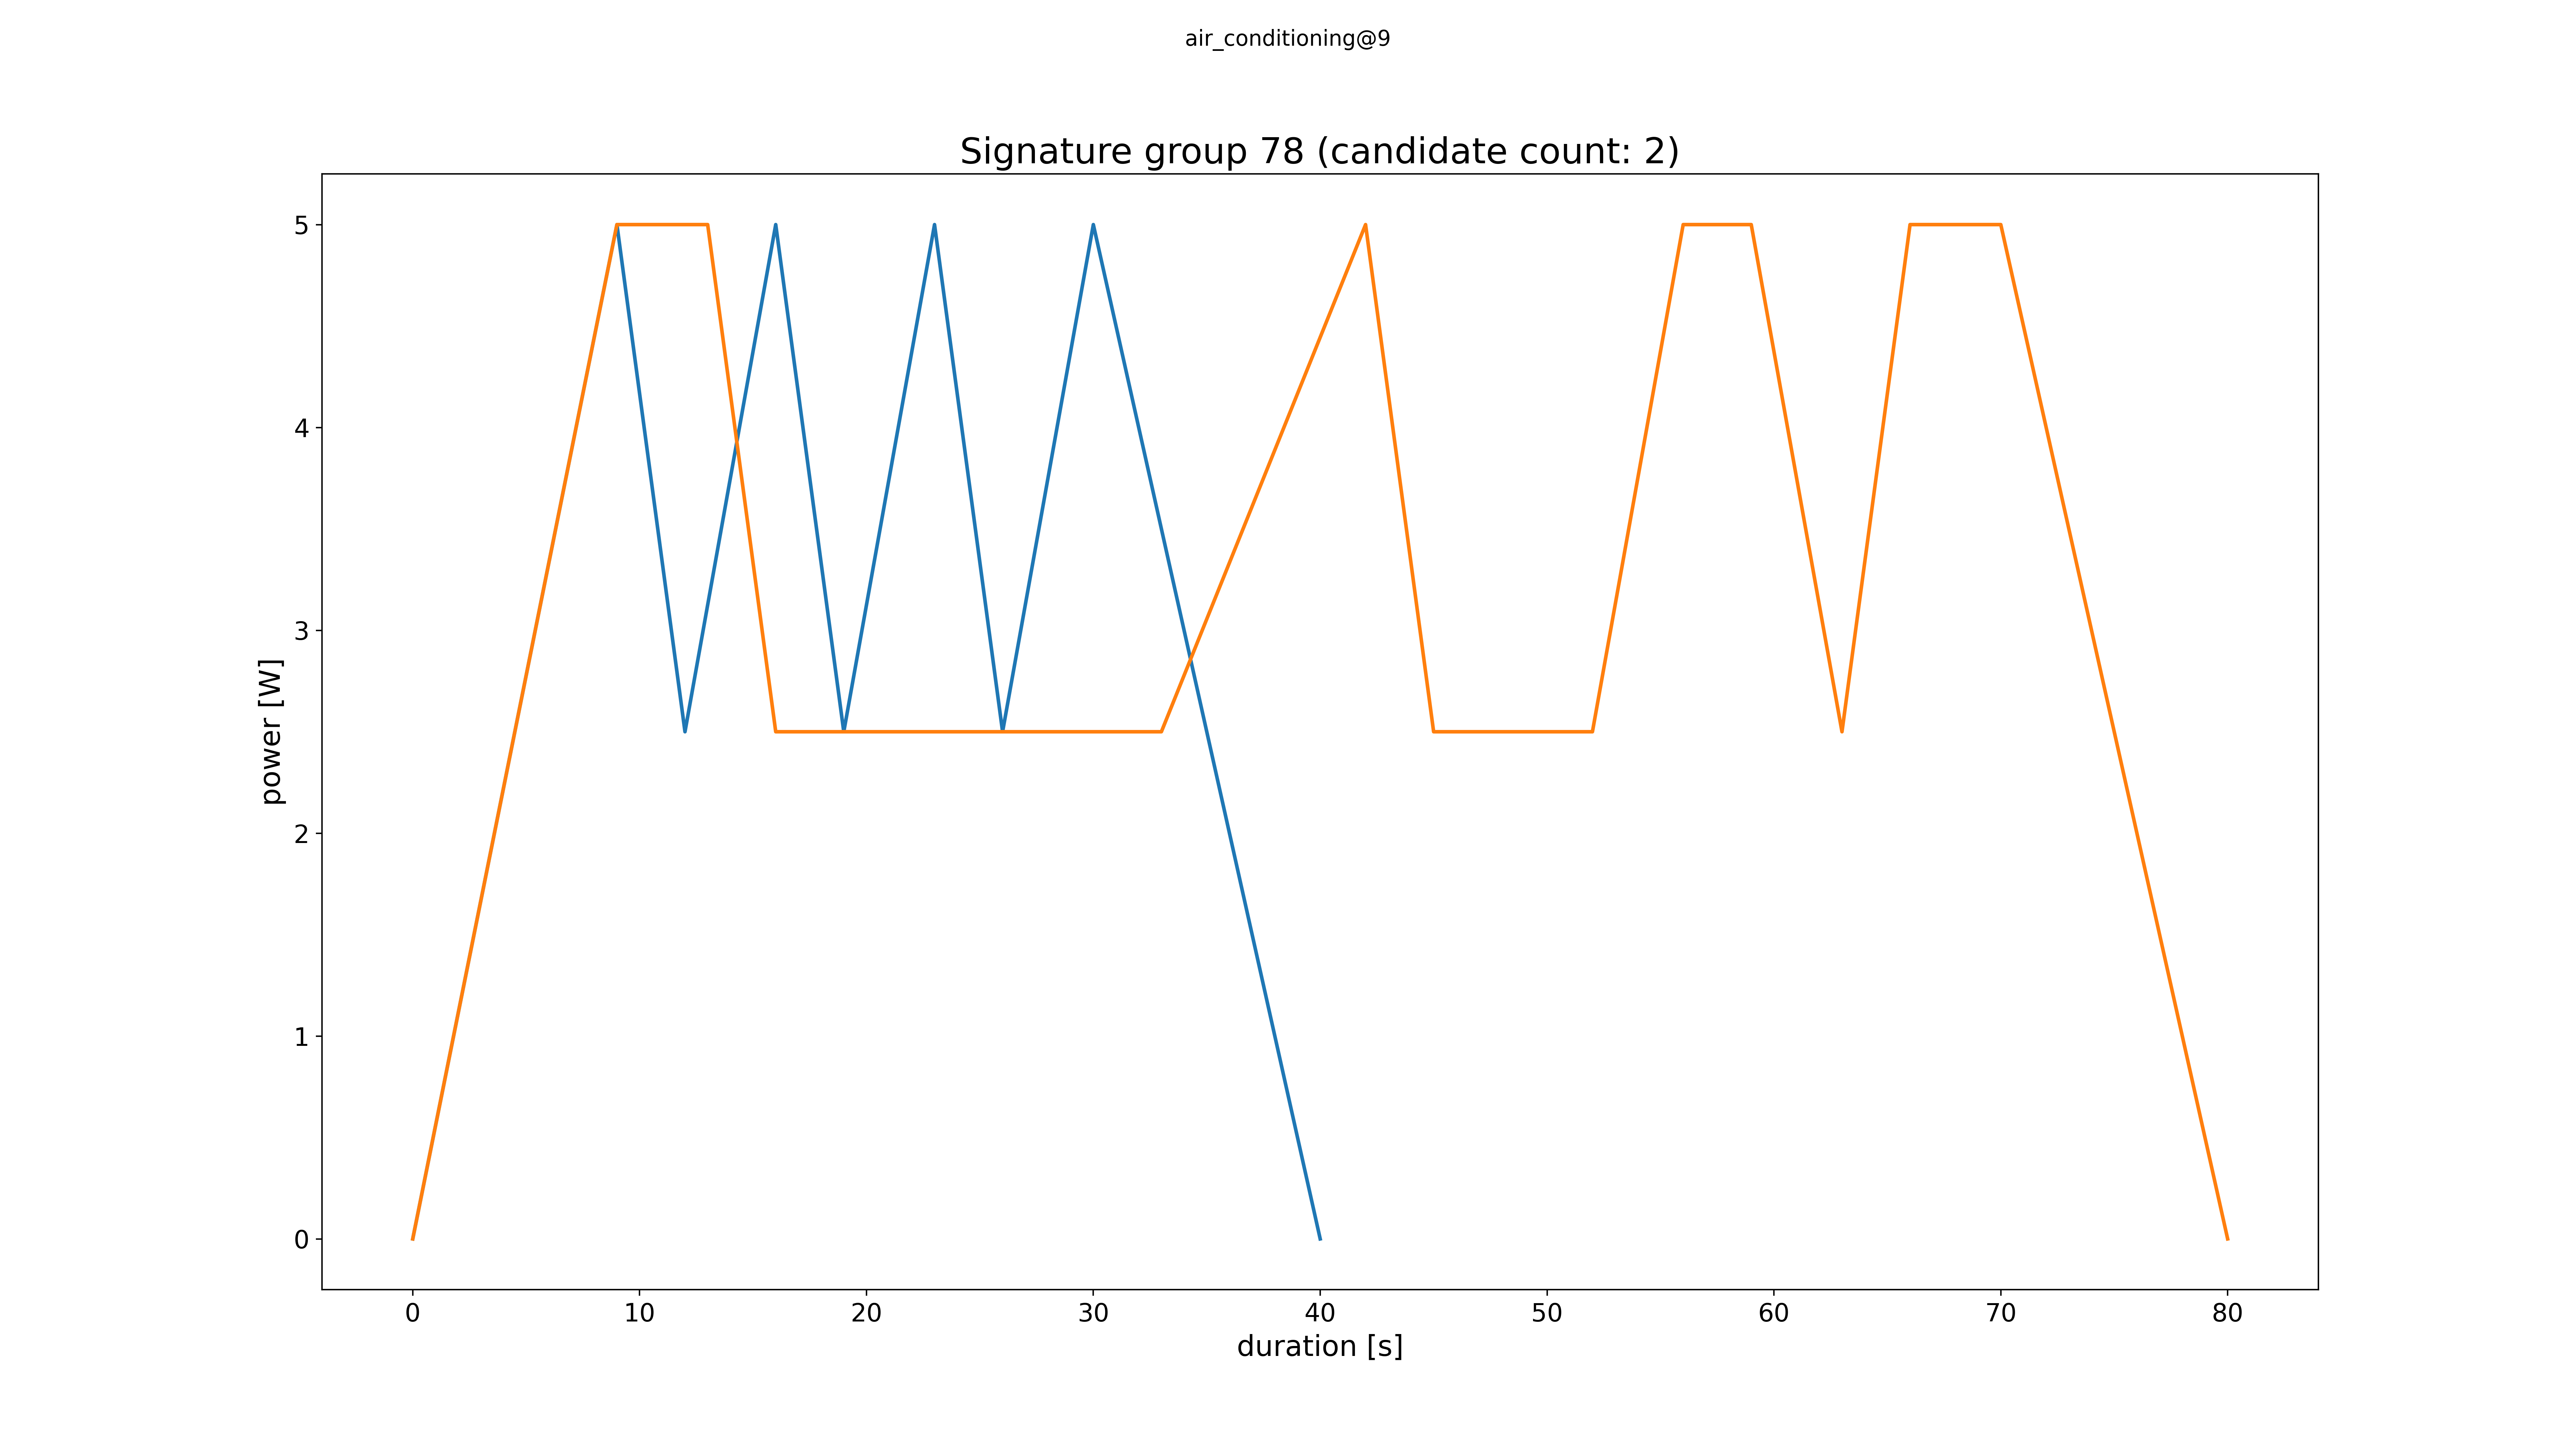 air_conditioning@9
Signature group 78 (candidate count: 2)
5
4
3
2
1
0
power [W]
0 10 20 30 40 50 60 70 80
duration [s]